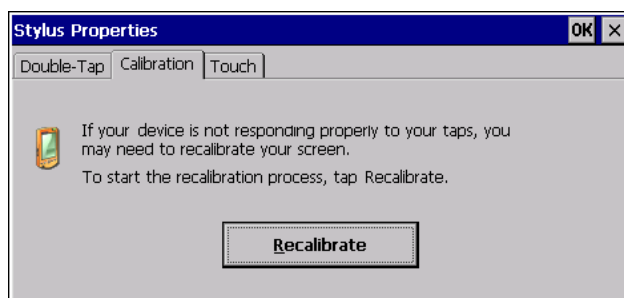 Stylus Properties OK ×
Double-Tap Calibration Touch
If your device is not responding properly to your taps, you
may need to recalibrate your screen.
To start the recalibration process, tap Recalibrate.
Recalibrate